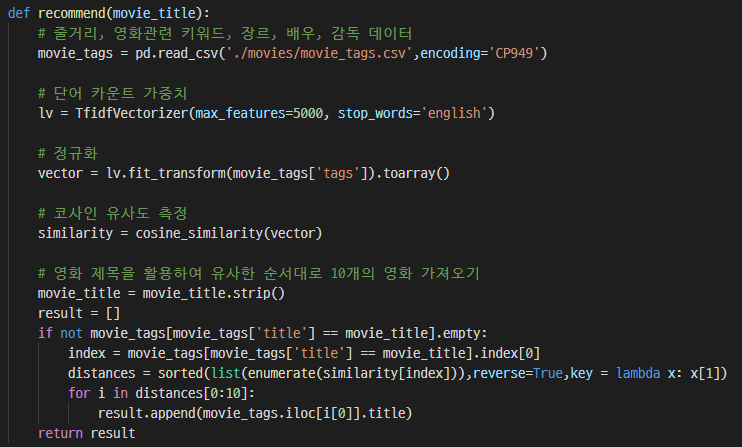 def recommend(movie_title):
# 줄거리, 영화관련 키워드, 장르, 배우, 감독 데이터
movie_tags = pd.read_csv('./movies/movie_tags.csv',encoding='CP949')
# 단어 카운트 가중치
lv = TfidfVectorizer(max_features=5000, stop_words='english')
# 정규화
vector = lv.fit_transform(movie_tags['tags']).toarray()
# 코사인 유사도 측정
similarity = cosine_similarity(vector)
# 영화 제목을 활용하여 유사한 순서대로 10개의 영화 가져오기
movie_title = movie_title.strip()
result = []
if not movie_tags[movie_tags['title'] == movie_title].empty:
index = movie_tags[movie_tags['title'] == movie_title].index[0]
distances = sorted(list(enumerate(similarity[index])),reverse=True,key = lambda x: x[1])
for i in distances[0:10]:
result.append(movie_tags.iloc[i[0]].title)
return result